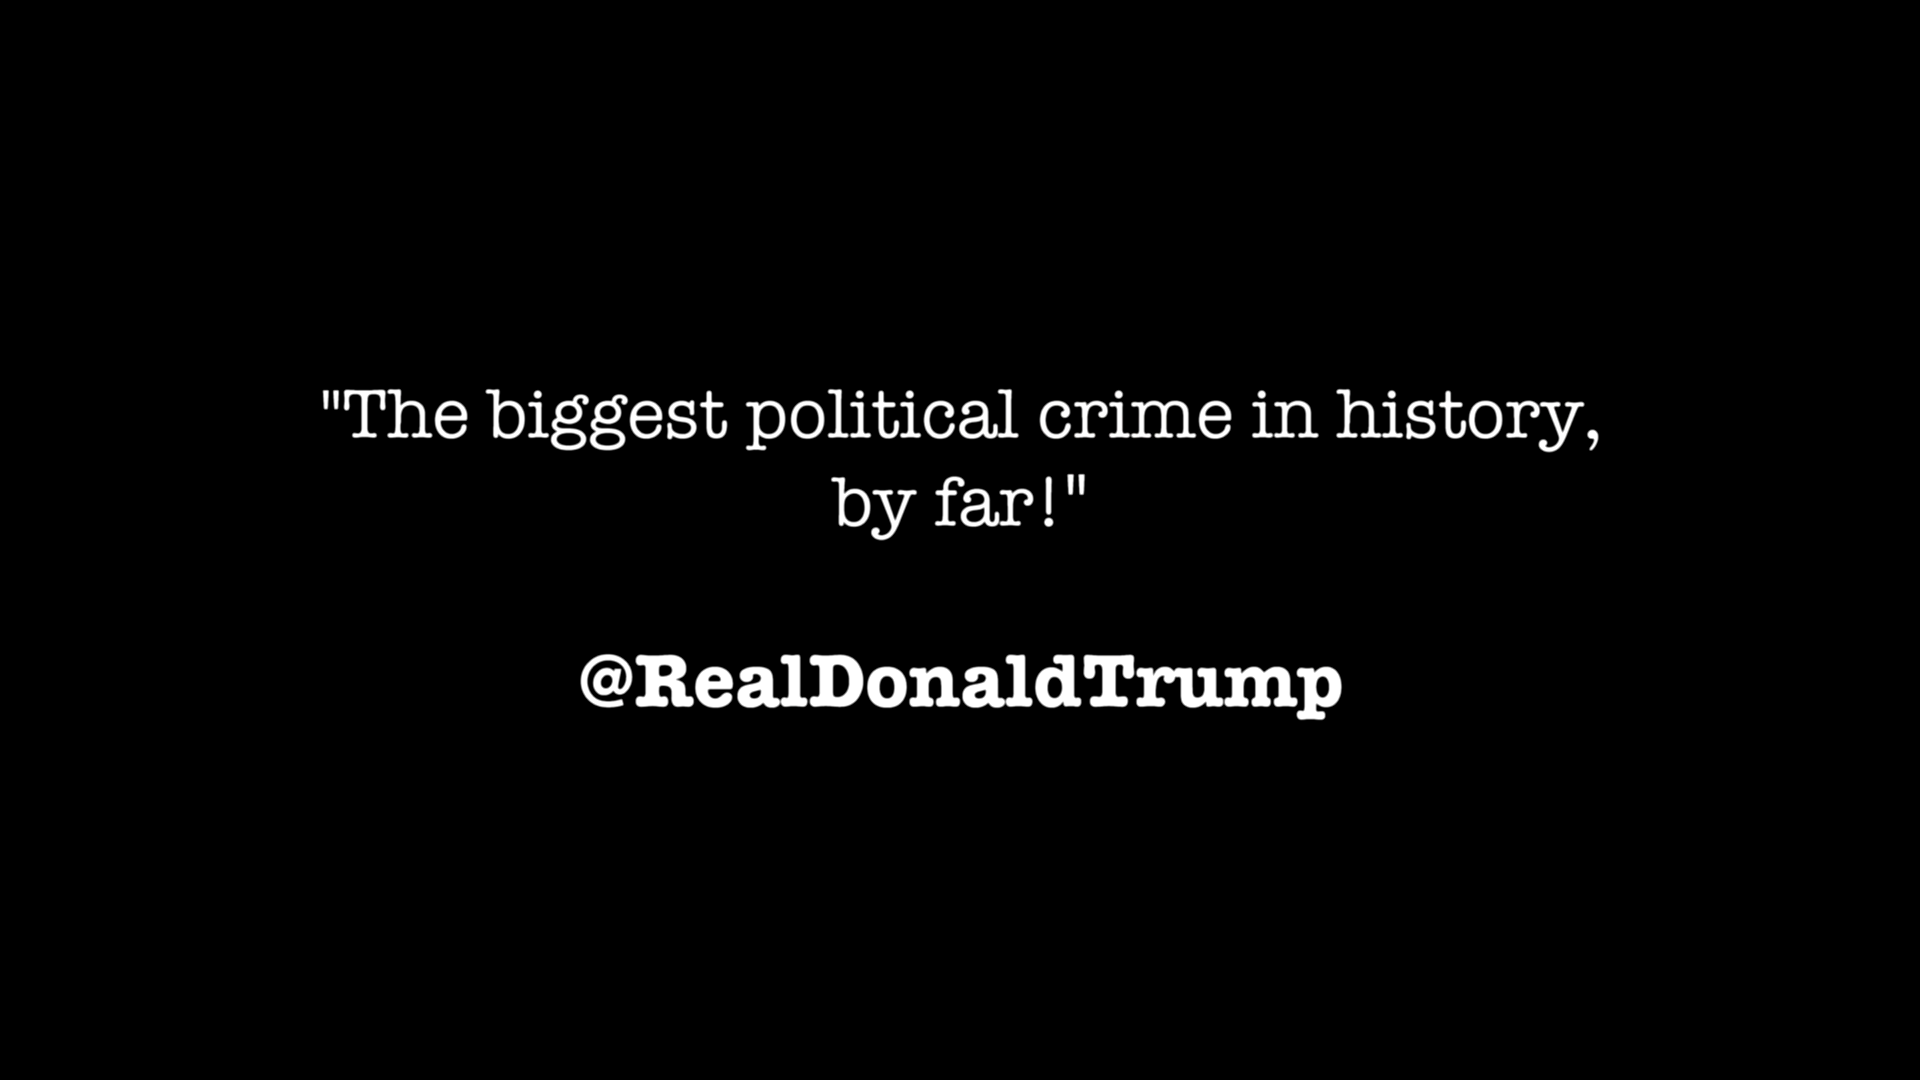 "The biggest political crime in history,
by far!"
@RealDonaldTrump